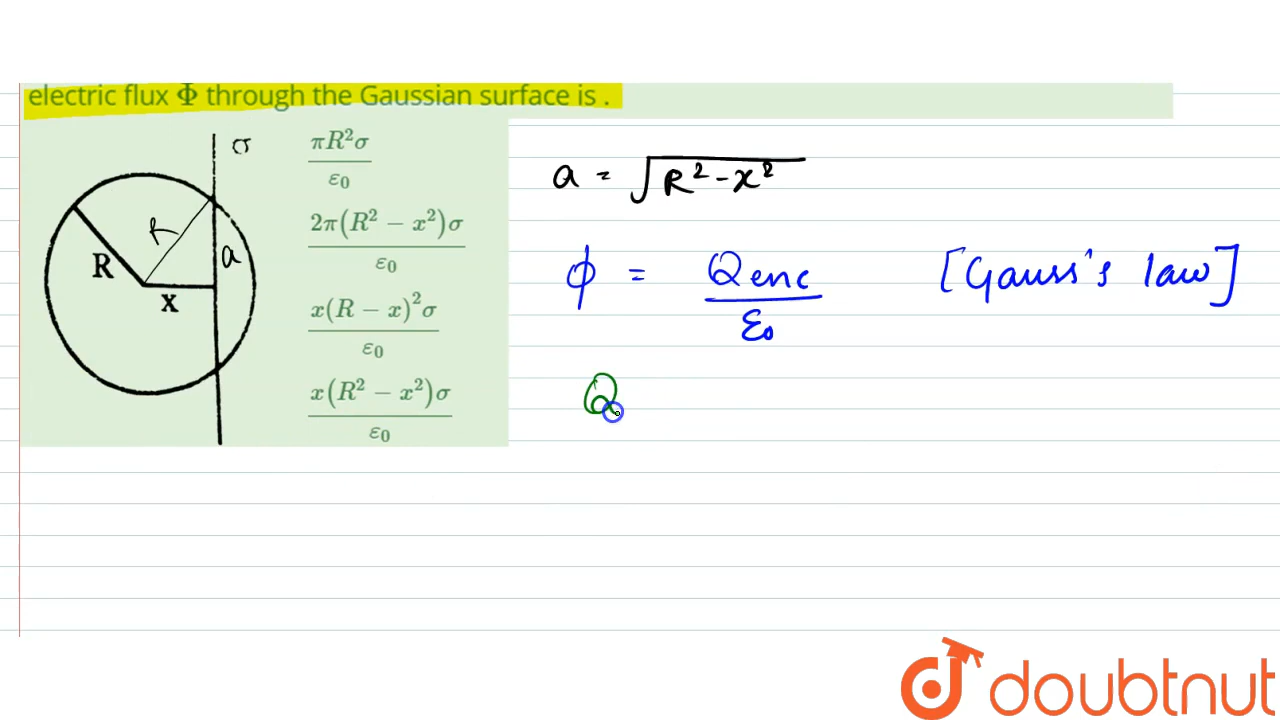 electric flux Φ through the Gaussian surface is .
σ
R
a
R
X
πR²σ / ε₀
2π(R² − x²)σ / ε₀
x(R − x)²σ / ε₀
x(R² − x²)σ / ε₀
a = √(R² - x²)
ϕ = Qenc / ε₀ [Gauss's law]
Q
doubtnut